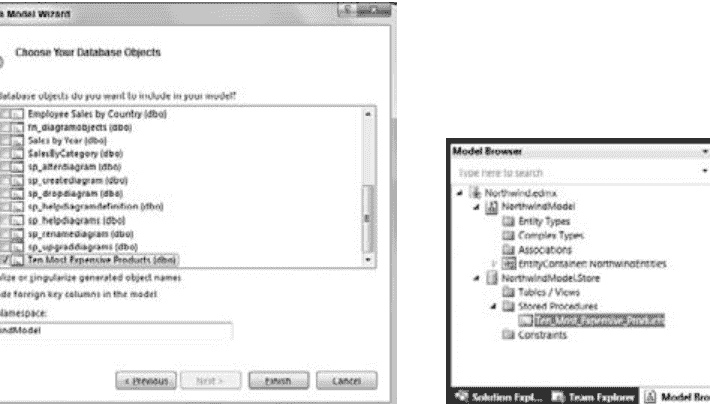 a Model Wizard
Choose Your Database Objects
database objects do you want to include in your model?
Employee Sales by Country (dbo)
fn_diagramobjects (dbo)
Sales by Year (dbo)
SalesByCategory (dbo)
sp_alterdiagram (dbo)
sp_creatediagram (dbo)
sp_dropdiagram (dbo)
sp_helpdiagramdefinition (dbo)
sp_helpdiagrams (dbo)
sp_renamediagram (dbo)
sp_upgraddiagrams (dbo)
Ten Most Expensive Products (dbo)
alize or singularize generated object names
de foreign key columns in the model
Namespace:
indModel
< Previous
Next >
Finish
Cancel
Model Browser
Type here to search
Northwind.edmx
NorthwindModel
Entity Types
Complex Types
Associations
EntityContainer: NorthwindEntities
NorthwindModel.Store
Tables / Views
Stored Procedures
Ten_Most_Expensive_Products
Constraints
Solution Expl...
Team Explorer
Model Bro